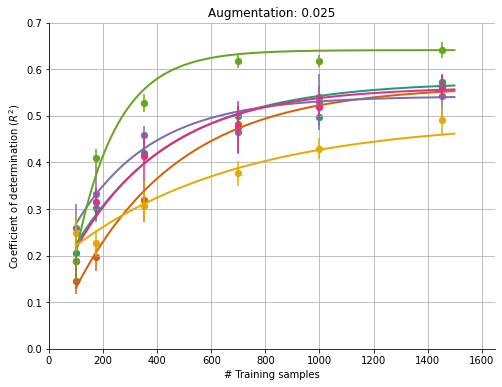 Augmentation: 0.025
Coefficient of determination (R²)
0.7
0.6
0.5
0.4
0.3
0.2
0.1
0.0
0 200 400 600 800 1000 1200 1400 1600
# Training samples